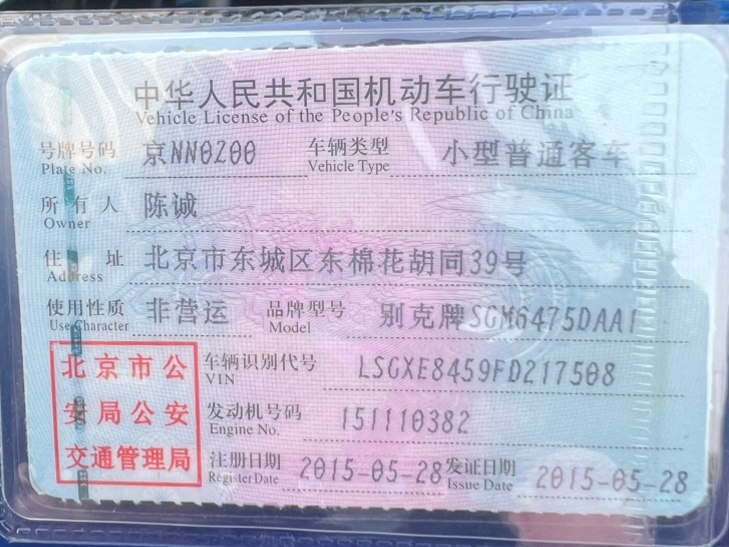 中华人民共和国机动车行驶证
Vehicle License of the People's Republic of China
号牌号码 京NN0200 车辆类型 小型普通客车
Plate No. Vehicle Type
所有人 陈诚
Owner
住址 北京市东城区东棉花胡同39号
Address
使用性质 非营运 品牌型号 别克牌SGM6475DAA1
Use Character Model
北京市公安局公安交通管理局
车辆识别代号 LSGXE8459FD217508
VIN
发动机号码 151110382
Engine No.
注册日期 2015-05-28 发证日期 2015-05-28
Register Date Issue Date